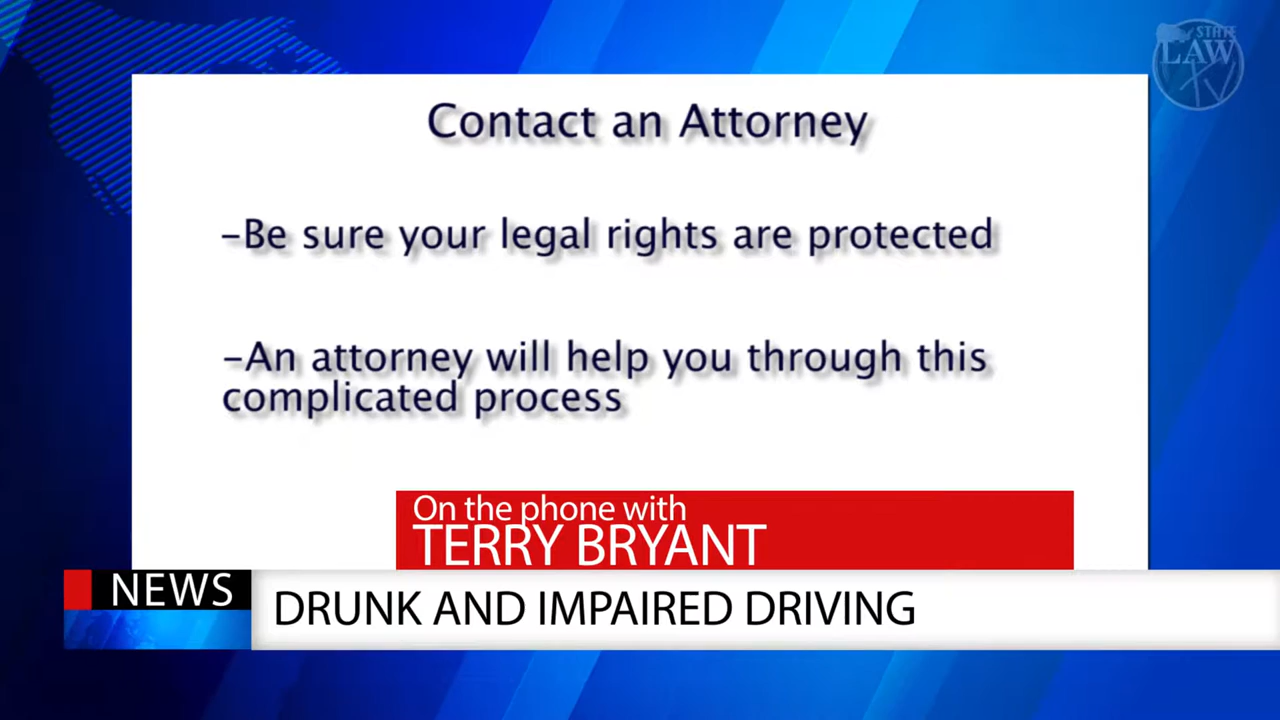 STATE
LAW
TV
Contact an Attorney
-Be sure your legal rights are protected
-An attorney will help you through this
complicated process
On the phone with
TERRY BRYANT
NEWS
DRUNK AND IMPAIRED DRIVING